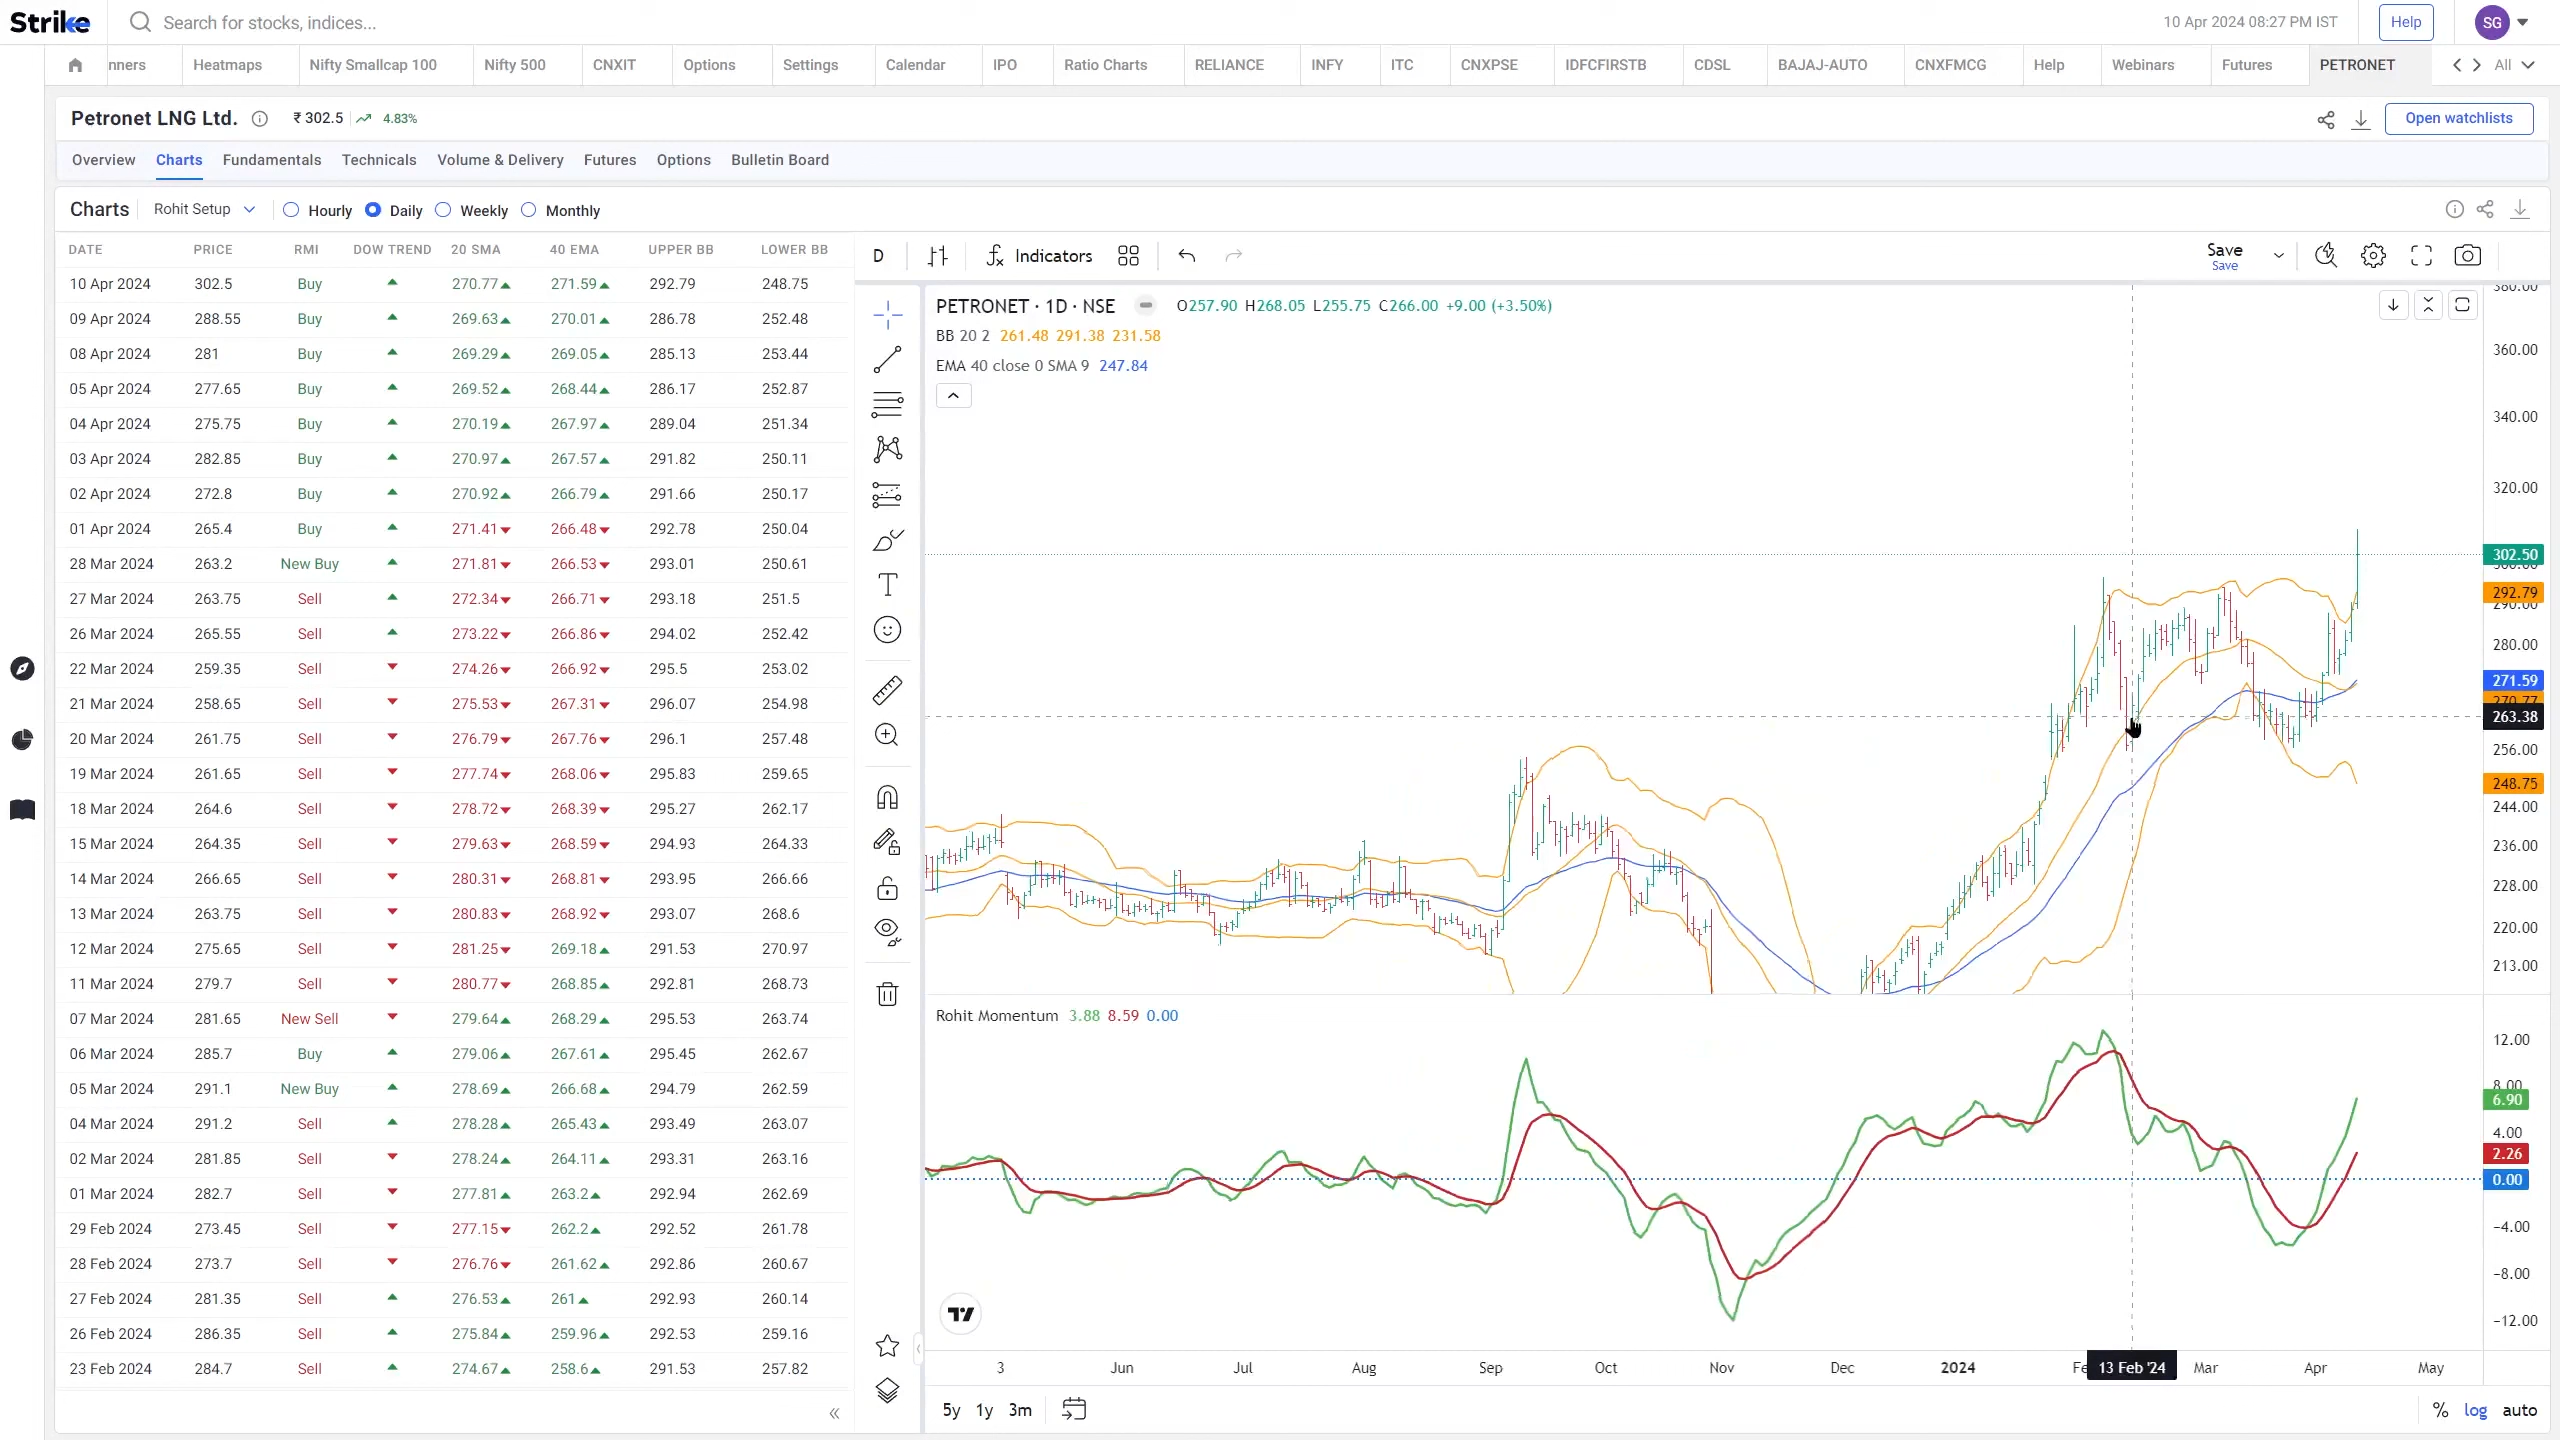 Strike Search for stocks, indices... 10 Apr 2024 08:27 PM IST Help SG
nners Heatmaps Nifty Smallcap 100 Nifty 500 CNXIT Options Settings Calendar IPO Ratio Charts RELIANCE INFY ITC CNXPSE IDFCFIRSTB CDSL BAJAJ-AUTO CNXFMCG Help Webinars Futures PETRONET All
Petronet LNG Ltd. ₹ 302.5 4.83% Open watchlists
Overview Charts Fundamentals Technicals Volume & Delivery Futures Options Bulletin Board
Charts Rohit Setup Hourly Daily Weekly Monthly
DATE PRICE RMI DOW TREND 20 SMA 40 EMA UPPER BB LOWER BB
10 Apr 2024 302.5 Buy ▲ 270.77▲ 271.59▲ 292.79 248.75
09 Apr 2024 288.55 Buy ▲ 269.63▲ 270.01▲ 286.78 252.48
08 Apr 2024 281 Buy ▲ 269.29▲ 269.05▲ 285.13 253.44
05 Apr 2024 277.65 Buy ▲ 269.52▲ 268.44▲ 286.17 252.87
04 Apr 2024 275.75 Buy ▲ 270.19▲ 267.97▲ 289.04 251.34
03 Apr 2024 282.85 Buy ▲ 270.97▲ 267.57▲ 291.82 250.11
02 Apr 2024 272.8 Buy ▲ 270.92▲ 266.79▲ 291.66 250.17
01 Apr 2024 265.4 Buy ▲ 271.41▼ 266.48▼ 292.78 250.04
28 Mar 2024 263.2 New Buy ▲ 271.81▼ 266.53▼ 293.01 250.61
27 Mar 2024 263.75 Sell ▲ 272.34▼ 266.71▼ 293.18 251.5
26 Mar 2024 265.55 Sell ▲ 273.22▼ 266.86▼ 294.02 252.42
22 Mar 2024 259.35 Sell ▼ 274.26▼ 266.92▼ 295.5 253.02
21 Mar 2024 258.65 Sell ▼ 275.53▼ 267.31▼ 296.07 254.98
20 Mar 2024 261.75 Sell ▼ 276.79▼ 267.76▼ 296.1 257.48
19 Mar 2024 261.65 Sell ▼ 277.74▼ 268.06▼ 295.83 259.65
18 Mar 2024 264.6 Sell ▼ 278.72▼ 268.39▼ 295.27 262.17
15 Mar 2024 264.35 Sell ▼ 279.63▼ 268.59▼ 294.93 264.33
14 Mar 2024 266.65 Sell ▼ 280.31▼ 268.81▼ 293.95 266.66
13 Mar 2024 263.75 Sell ▼ 280.83▼ 268.92▼ 293.07 268.6
12 Mar 2024 275.65 Sell ▼ 281.25▼ 269.18▲ 291.53 270.97
11 Mar 2024 279.7 Sell ▼ 280.77▼ 268.85▲ 292.81 268.73
07 Mar 2024 281.65 New Sell ▼ 279.64▲ 268.29▲ 295.53 263.74
06 Mar 2024 285.7 Buy ▲ 279.06▲ 267.61▲ 295.45 262.67
05 Mar 2024 291.1 New Buy ▲ 278.69▲ 266.68▲ 294.79 262.59
04 Mar 2024 291.2 Sell ▲ 278.28▲ 265.43▲ 293.49 263.07
02 Mar 2024 281.85 Sell ▼ 278.24▲ 264.11▲ 293.31 263.16
01 Mar 2024 282.7 Sell ▼ 277.81▲ 263.2▲ 292.94 262.69
29 Feb 2024 273.45 Sell ▼ 277.15▼ 262.2▲ 292.52 261.78
28 Feb 2024 273.7 Sell ▼ 276.76▼ 261.62▲ 292.86 260.67
27 Feb 2024 281.35 Sell ▲ 276.53▲ 261▲ 292.93 260.14
26 Feb 2024 286.35 Sell ▲ 275.84▲ 259.96▲ 292.53 259.16
23 Feb 2024 284.7 Sell ▲ 274.67▲ 258.6▲ 291.53 257.82
D Indicators Save
Save
PETRONET · 1D · NSE O257.90 H268.05 L255.75 C266.00 +9.00 (+3.50%)
BB 20 2 261.48 291.38 231.58
EMA 40 close 0 SMA 9 247.84
380.00
360.00
340.00
320.00
302.50
300.00
292.79
290.00
280.00
271.59
270.77
263.38
256.00
248.75
244.00
236.00
228.00
220.00
213.00
Rohit Momentum 3.88 8.59 0.00
12.00
8.00
6.90
4.00
2.26
0.00
−4.00
−8.00
−12.00
3 Jun Jul Aug Sep Oct Nov Dec 2024 Fe 13 Feb '24 Mar Apr May
5y 1y 3m % log auto